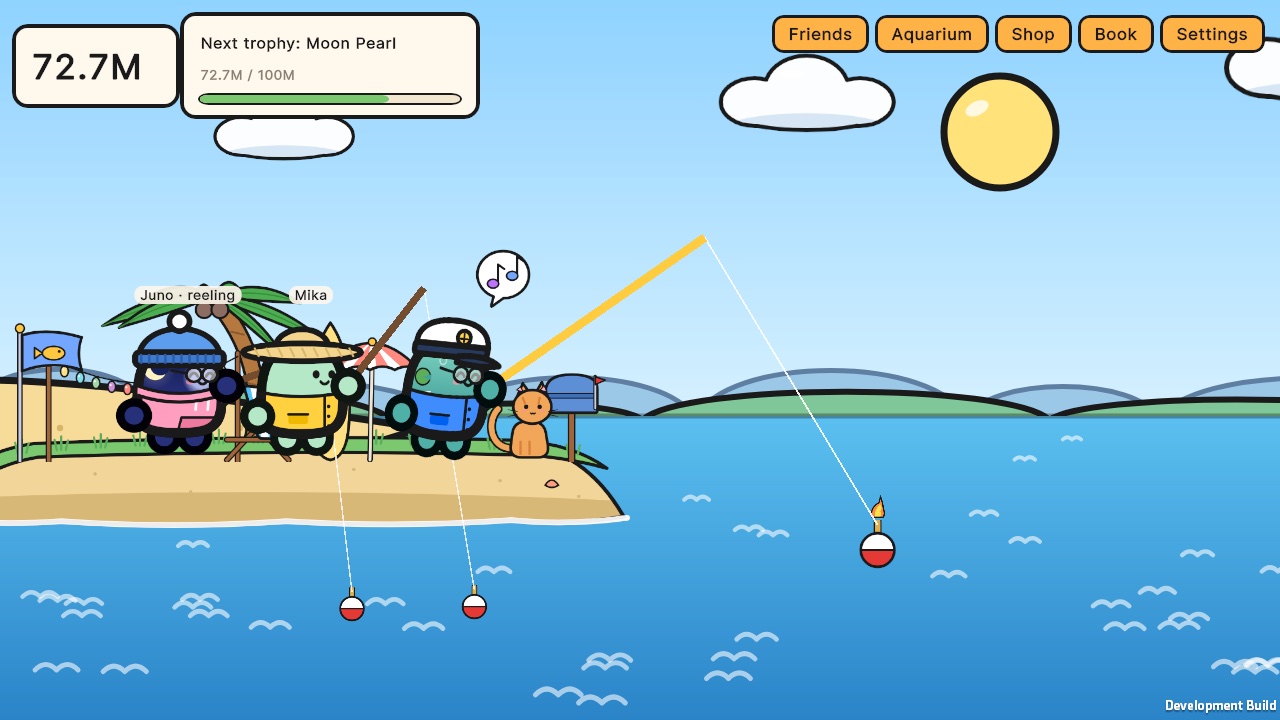 72.7M
Next trophy: Moon Pearl
72.7M / 100M
Friends
Aquarium
Shop
Book
Settings
Juno · reeling
Mika
Development Build